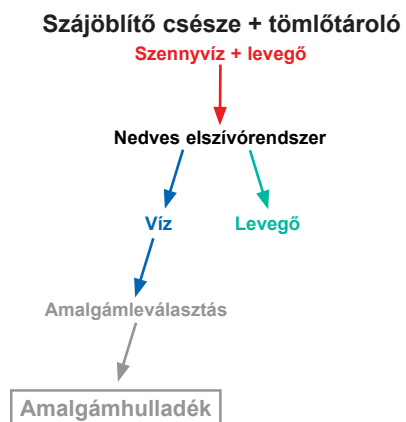 Szájöblítő csésze + tömlőtároló
Szennyvíz + levegő
Nedves elszívórendszer
Víz
Levegő
Amalgámleválasztás
Amalgámhulladék